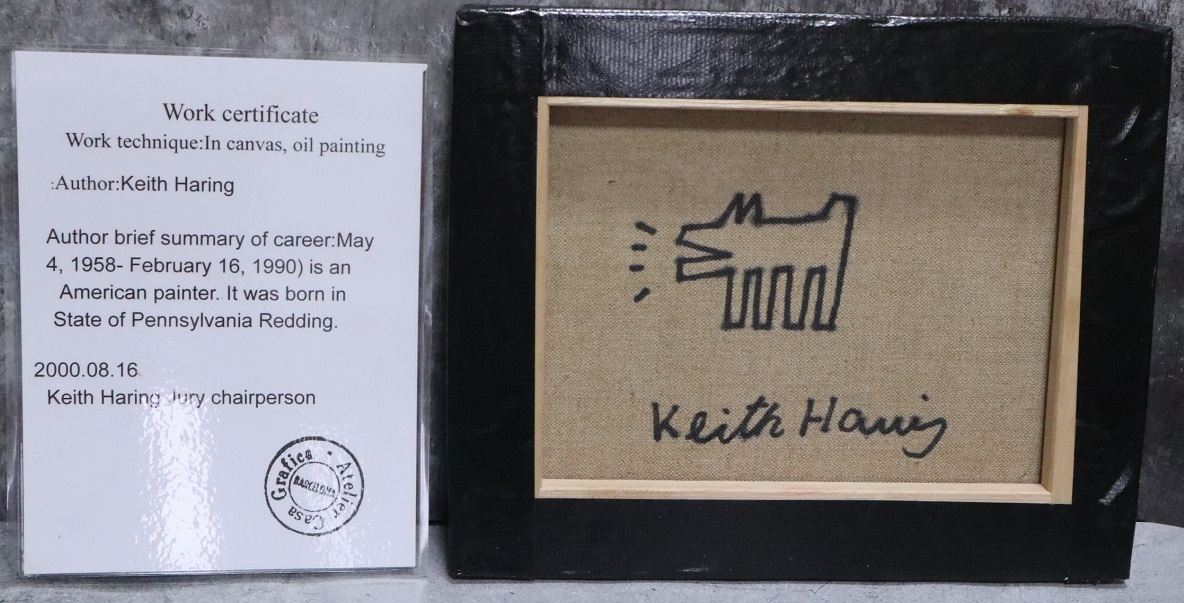 Work certificate
Work technique:In canvas, oil painting
:Author:Keith Haring
Author brief summary of career:May
4, 1958- February 16, 1990) is an
American painter. It was born in
State of Pennsylvania Redding.
2000.08.16
Keith Haring Jury chairperson
Grafica · Atelier Casa
BARCELONA
Keith Haring